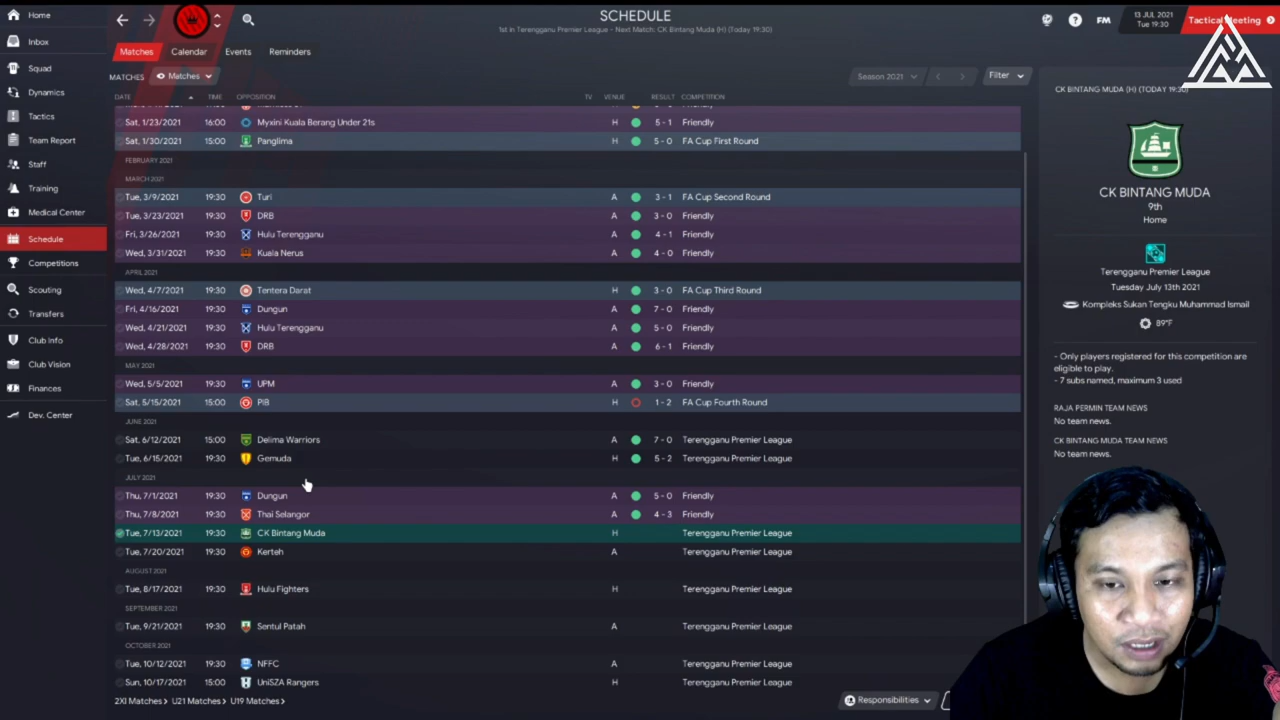 Home
Inbox
Squad
Dynamics
Tactics
Team Report
Staff
Training
Medical Center
Schedule
Competitions
Scouting
Transfers
Club Info
Club Vision
Finances
Dev. Center
SCHEDULE
1st in Terengganu Premier League - Next Match: CK Bintang Muda (H) (Today 19:30)
? FM
13 JUL 2021
Tue 19:30
Tactical Meeting
Matches Calendar Events Reminders
MATCHES Matches
Season 2021
Filter
DATE TIME OPPOSITION TV VENUE RESULT COMPETITION
Sat, 1/23/2021 16:00 Myxini Kuala Berang Under 21s H 5 - 1 Friendly
Sat, 1/30/2021 15:00 Panglima H 5 - 0 FA Cup First Round
FEBRUARY 2021
MARCH 2021
Tue, 3/9/2021 19:30 Turi A 3 - 1 FA Cup Second Round
Tue, 3/23/2021 19:30 DRB A 3 - 0 Friendly
Fri, 3/26/2021 19:30 Hulu Terengganu A 4 - 1 Friendly
Wed, 3/31/2021 19:30 Kuala Nerus A 4 - 0 Friendly
APRIL 2021
Wed, 4/7/2021 19:30 Tentera Darat H 3 - 0 FA Cup Third Round
Fri, 4/16/2021 19:30 Dungun A 7 - 0 Friendly
Wed, 4/21/2021 19:30 Hulu Terengganu A 5 - 0 Friendly
Wed, 4/28/2021 19:30 DRB A 6 - 1 Friendly
MAY 2021
Wed, 5/5/2021 19:30 UPM A 3 - 0 Friendly
Sat, 5/15/2021 15:00 PIB H 1 - 2 FA Cup Fourth Round
JUNE 2021
Sat, 6/12/2021 15:00 Delima Warriors A 7 - 0 Terengganu Premier League
Tue, 6/15/2021 19:30 Gemuda H 5 - 2 Terengganu Premier League
JULY 2021
Thu, 7/1/2021 19:30 Dungun A 5 - 0 Friendly
Thu, 7/8/2021 19:30 Thai Selangor A 4 - 3 Friendly
Tue, 7/13/2021 19:30 CK Bintang Muda H Terengganu Premier League
Tue, 7/20/2021 19:30 Kerteh A Terengganu Premier League
AUGUST 2021
Tue, 8/17/2021 19:30 Hulu Fighters H Terengganu Premier League
SEPTEMBER 2021
Tue, 9/21/2021 19:30 Sentul Patah A Terengganu Premier League
OCTOBER 2021
Tue, 10/12/2021 19:30 NFFC A Terengganu Premier League
Sun, 10/17/2021 15:00 UniSZA Rangers H Terengganu Premier League
2XI Matches > U21 Matches > U19 Matches >
Responsibilities
CK BINTANG MUDA (H) (TODAY 19:30)
CK BINTANG MUDA
9th
Home
Terengganu Premier League
Tuesday July 13th 2021
Kompleks Sukan Tengku Muhammad Ismail
89°F
- Only players registered for this competition are
eligible to play.
- 7 subs named, maximum 3 used
RAJA PERMIN TEAM NEWS
No team news.
CK BINTANG MUDA TEAM NEWS
No team news.